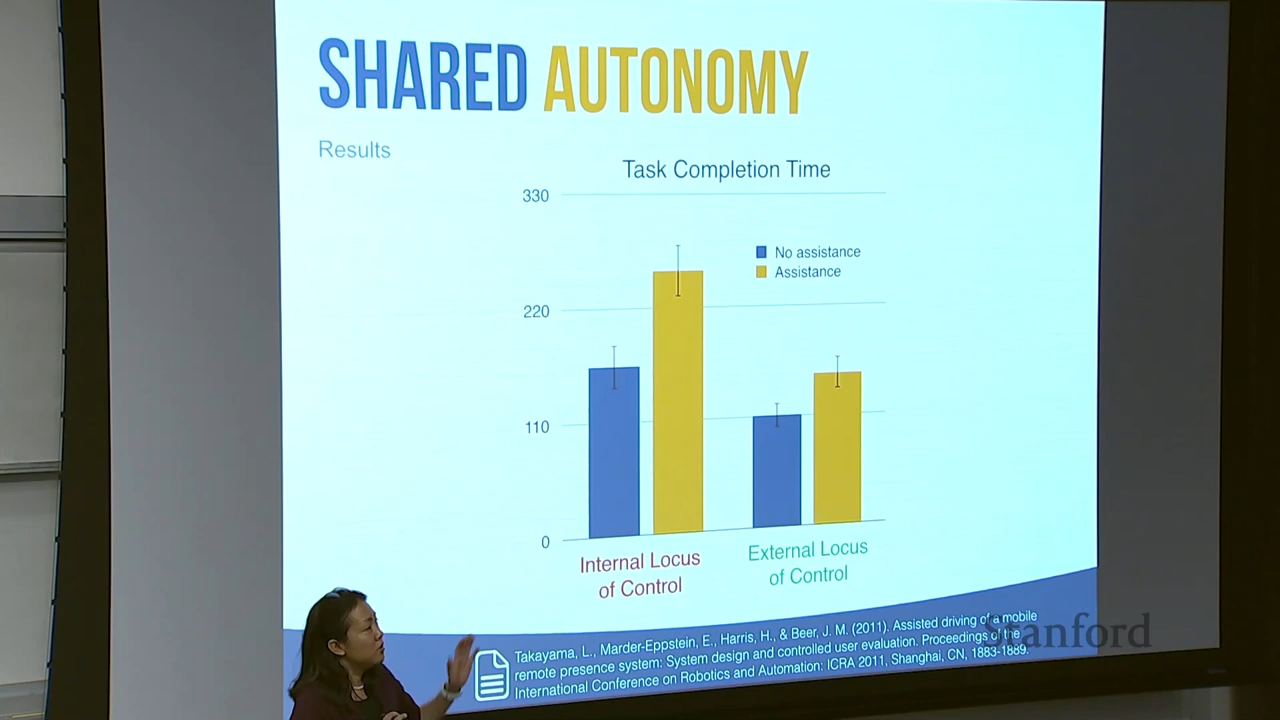 SHARED AUTONOMY
Results
Task Completion Time
330
220
110
0
No assistance
Assistance
Internal Locus
of Control
External Locus
of Control
Takayama, L., Marder-Eppstein, E., Harris, H., & Beer, J. M. (2011). Assisted driving of a mobile
remote presence system: System design and controlled user evaluation. Proceedings of the
International Conference on Robotics and Automation: ICRA 2011, Shanghai, CN, 1883-1889.
Stanford